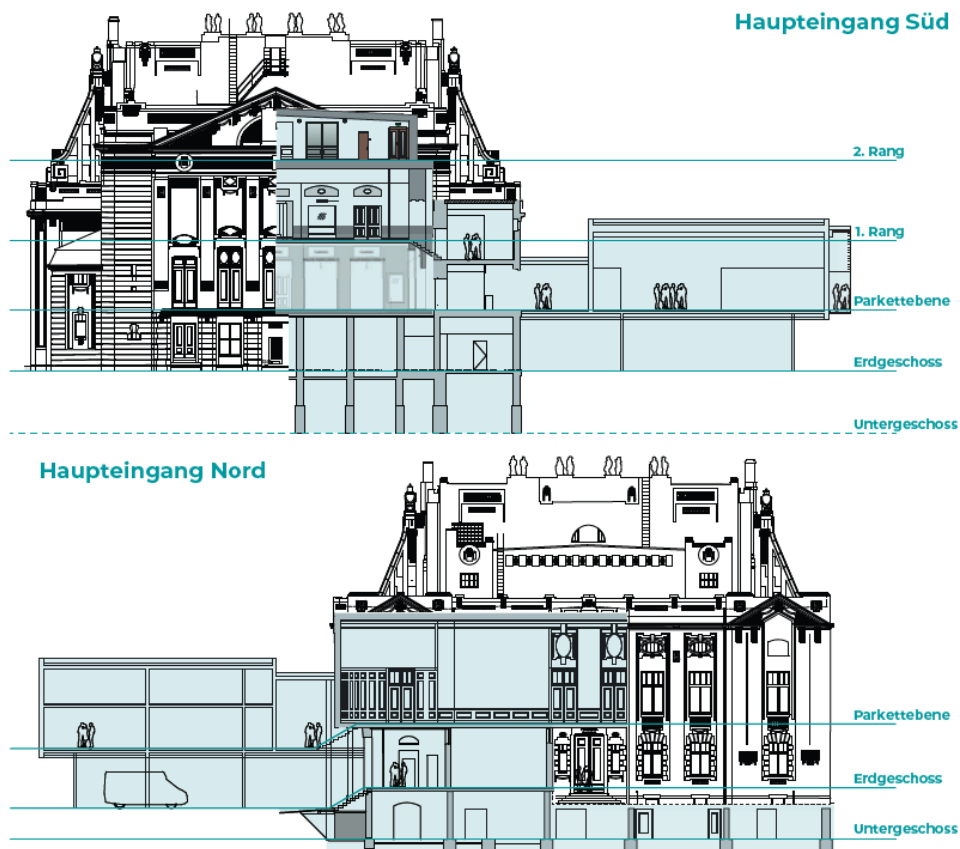 Haupteingang Süd
2. Rang
1. Rang
Parkettebene
Erdgeschoss
Untergeschoss
Haupteingang Nord
Parkettebene
Erdgeschoss
Untergeschoss